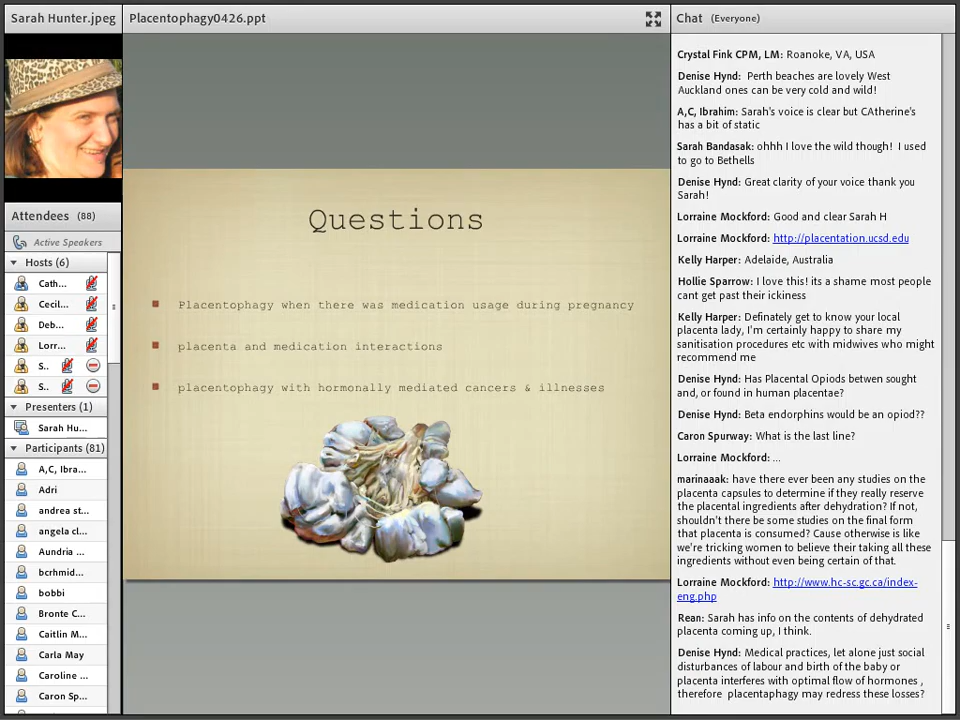 Sarah Hunter.jpeg
Placentophagy0426.ppt
Chat (Everyone)
Attendees (88)
Active Speakers
Hosts (6)
Cath...
Cecil...
Deb...
Lorr...
S..
S..
Presenters (1)
Sarah Hu...
Participants (81)
A,C, Ibra...
Adri
andrea st...
angela cl...
Aundria ...
bcrhmid...
bobbi
Bronte C...
Caitlin M...
Carla May
Caroline ...
Caron Sp...
Questions
Placentophagy when there was medication usage during pregnancy
placenta and medication interactions
placentophagy with hormonally mediated cancers & illnesses
Crystal Fink CPM, LM: Roanoke, VA, USA
Denise Hynd: Perth beaches are lovely West
Auckland ones can be very cold and wild!
A,C, Ibrahim: Sarah's voice is clear but CAtherine's
has a bit of static
Sarah Bandasak: ohhh I love the wild though! I used
to go to Bethells
Denise Hynd: Great clarity of your voice thank you
Sarah!
Lorraine Mockford: Good and clear Sarah H
Lorraine Mockford: http://placentation.ucsd.edu
Kelly Harper: Adelaide, Australia
Hollie Sparrow: I love this! its a shame most people
cant get past their ickiness
Kelly Harper: Definately get to know your local
placenta lady, I'm certainly happy to share my
sanitisation procedures etc with midwives who might
recommend me
Denise Hynd: Has Placental Opiods betwen sought
and, or found in human placentae?
Denise Hynd: Beta endorphins would be an opiod??
Caron Spurway: What is the last line?
Lorraine Mockford: ...
marinaaak: have there ever been any studies on the
placenta capsules to determine if they really reserve
the placental ingredients after dehydration? If not,
shouldn't there be some studies on the final form
that placenta is consumed? Cause otherwise is like
we're tricking women to believe their taking all these
ingredients without even being certain of that.
Lorraine Mockford: http://www.hc-sc.gc.ca/index-
eng.php
Rean: Sarah has info on the contents of dehydrated
placenta coming up, I think.
Denise Hynd: Medical practices, let alone just social
disturbances of labour and birth of the baby or
placenta interferes with optimal flow of hormones ,
therefore placentaphagy may redress these losses?